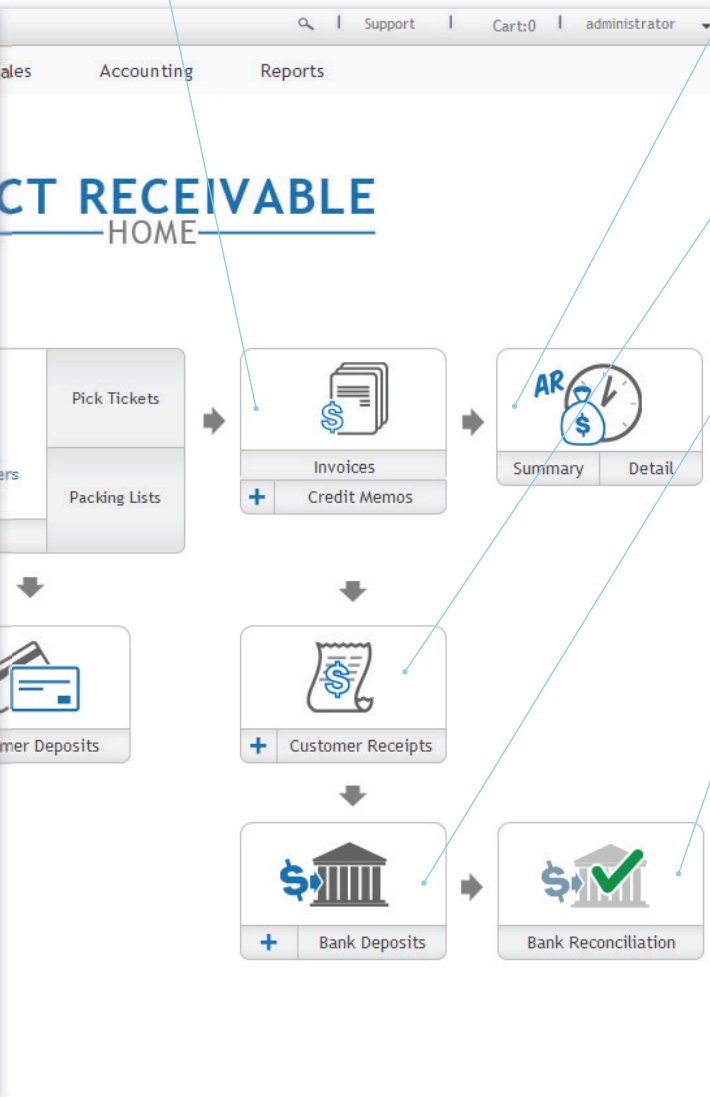 Support | Cart:0 | administrator
ales Accounting Reports
CT RECEIVABLE
HOME
Pick Tickets
ers
Packing Lists
$
Invoices
+ Credit Memos
AR
$
Summary Detail
mer Deposits
$
+ Customer Receipts
$
+ Bank Deposits
$
Bank Reconciliation